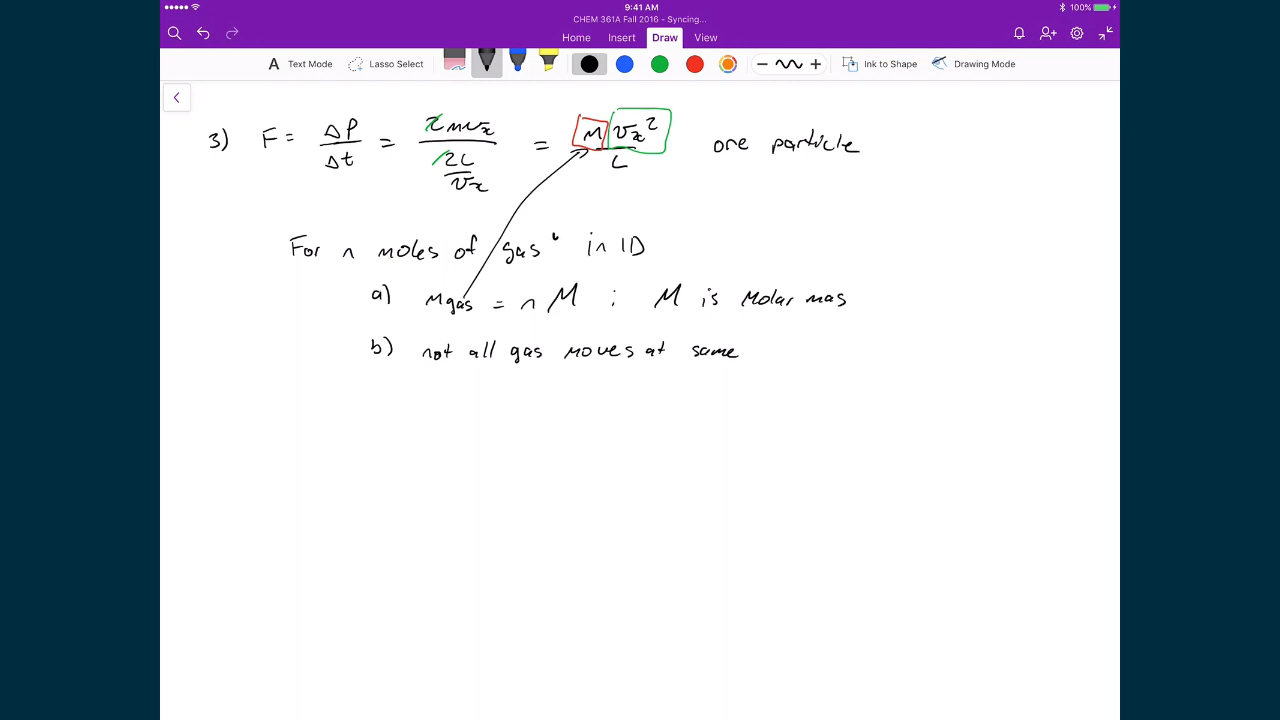 9:41 AM
100%
CHEM 361A Fall 2016 - Syncing...
Home Insert Draw View
Text Mode Lasso Select Ink to Shape Drawing Mode
3) F = Δp/Δt = 2mvₓ/(2L/vₓ) = m vₓ²/L one particle
For n moles of gas in 1D
a) mgas = n M ; M is molar mas
b) not all gas moves at same